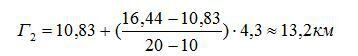 Г₂ = 10,83 + (16,44 − 10,83 / 20 − 10) · 4,3 ≈ 13,2км